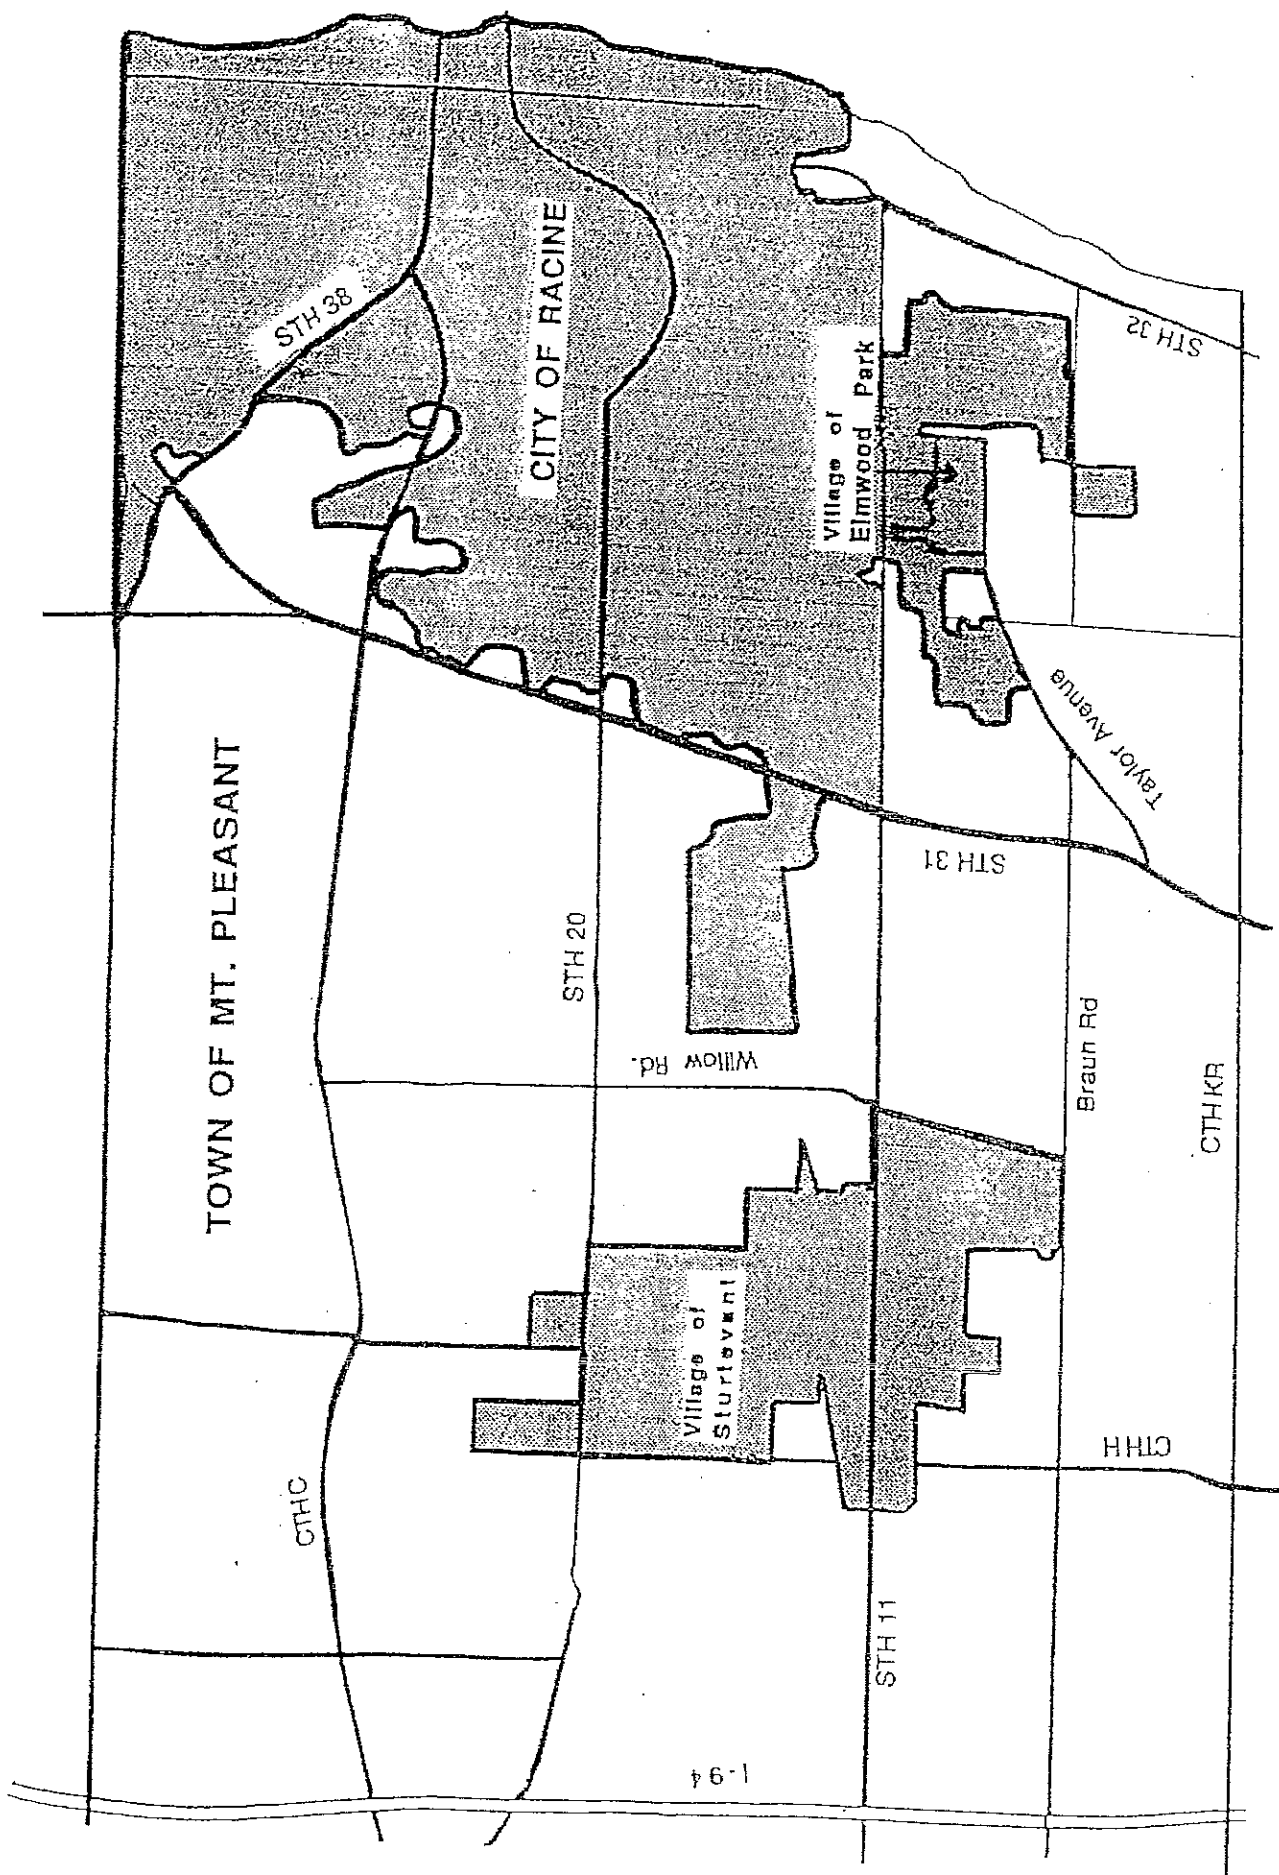 TOWN OF MT. PLEASANT
CITY OF RACINE
STH 38
CTH C
STH 20
Willow Rd.
Village of
Sturtevant
Village of
Elmwood Park
I-94
STH 11
STH 31
STH 32
Taylor Avenue
Braun Rd
CTH H
CTH KR